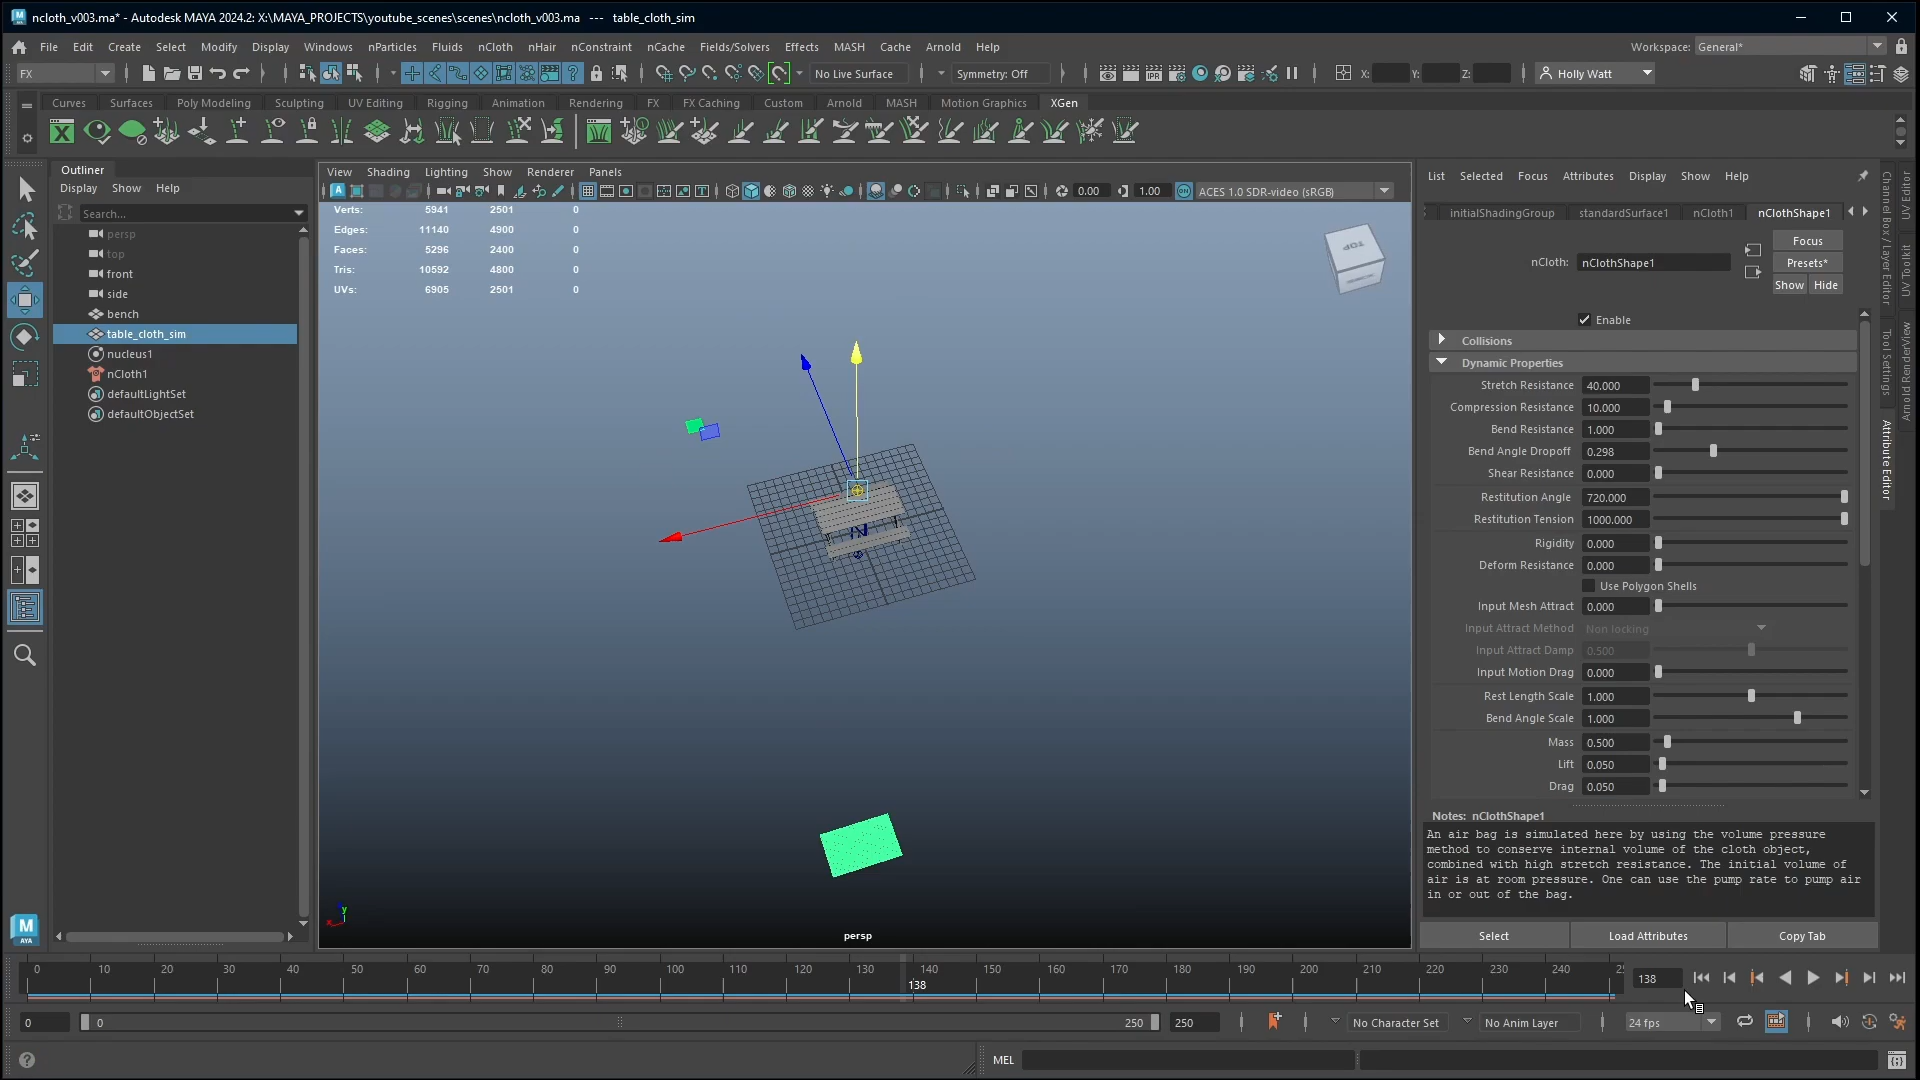 ncloth_v003.ma* - Autodesk MAYA 2024.2: X:\MAYA_PROJECTS\youtube_scenes\scenes\ncloth_v003.ma --- table_cloth_sim
File Edit Create Select Modify Display Windows nParticles Fluids nCloth nHair nConstraint nCache Fields/Solvers Effects MASH Cache Arnold Help Workspace: General*
FX No Live Surface Symmetry: Off X: Y: Z: Holly Watt
Curves Surfaces Poly Modeling Sculpting UV Editing Rigging Animation Rendering FX FX Caching Custom Arnold MASH Motion Graphics XGen
Outliner
Display Show Help
Search...
persp
top
front
side
bench
table_cloth_sim
nucleus1
nCloth1
defaultLightSet
defaultObjectSet
View Shading Lighting Show Renderer Panels
0.00 1.00 ACES 1.0 SDR-video (sRGB)
Verts: 5941 2501 0
Edges: 11140 4900 0
Faces: 5296 2400 0
Tris: 10592 4800 0
UVs: 6905 2501 0
TOP
persp
List Selected Focus Attributes Display Show Help
initialShadingGroup standardSurface1 nCloth1 nClothShape1
Focus
nCloth: nClothShape1 Presets*
Show Hide
Enable
Collisions
Dynamic Properties
Stretch Resistance 40.000
Compression Resistance 10.000
Bend Resistance 1.000
Bend Angle Dropoff 0.298
Shear Resistance 0.000
Restitution Angle 720.000
Restitution Tension 1000.000
Rigidity 0.000
Deform Resistance 0.000
Use Polygon Shells
Input Mesh Attract 0.000
Input Attract Method Non locking
Input Attract Damp 0.500
Input Motion Drag 0.000
Rest Length Scale 1.000
Bend Angle Scale 1.000
Mass 0.500
Lift 0.050
Drag 0.050
Notes: nClothShape1
An air bag is simulated here by using the volume pressure
method to conserve internal volume of the cloth object,
combined with high stretch resistance. The initial volume of
air is at room pressure. One can use the pump rate to pump air
in or out of the bag.
Select Load Attributes Copy Tab
Channel Box / Layer Editor
Tool Settings
Attribute Editor
UV Editor
UV Toolkit
Arnold RenderView
0 10 20 30 40 50 60 70 80 90 100 110 120 130 140 150 160 170 180 190 200 210 220 230 240
138
138
0 0 250 250 No Character Set No Anim Layer 24 fps
MEL